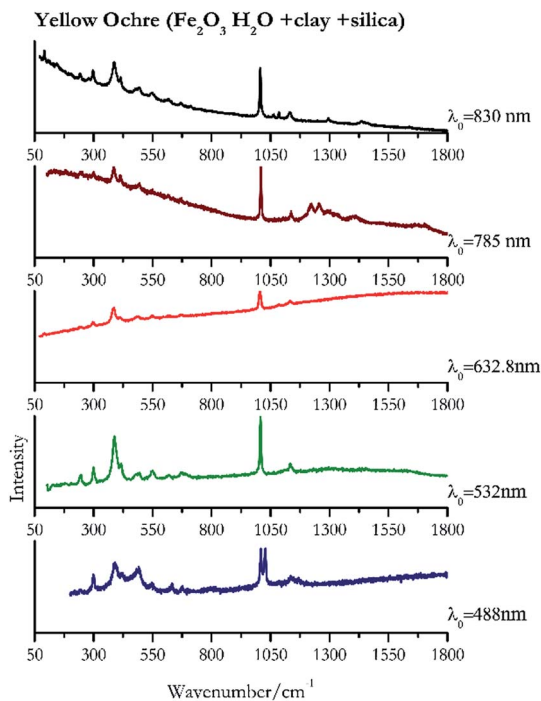 Yellow Ochre (Fe₂O₃ H₂O +clay +silica)
λ₀=830 nm
50 300 550 800 1050 1300 1550 1800
λ₀=785 nm
50 300 550 800 1050 1300 1550 1800
λ₀=632.8nm
50 300 550 800 1050 1300 1550 1800
λ₀=532nm
50 300 550 800 1050 1300 1550 1800
λ₀=488nm
50 300 550 800 1050 1300 1550 1800
Intensity
Wavenumber/cm⁻¹